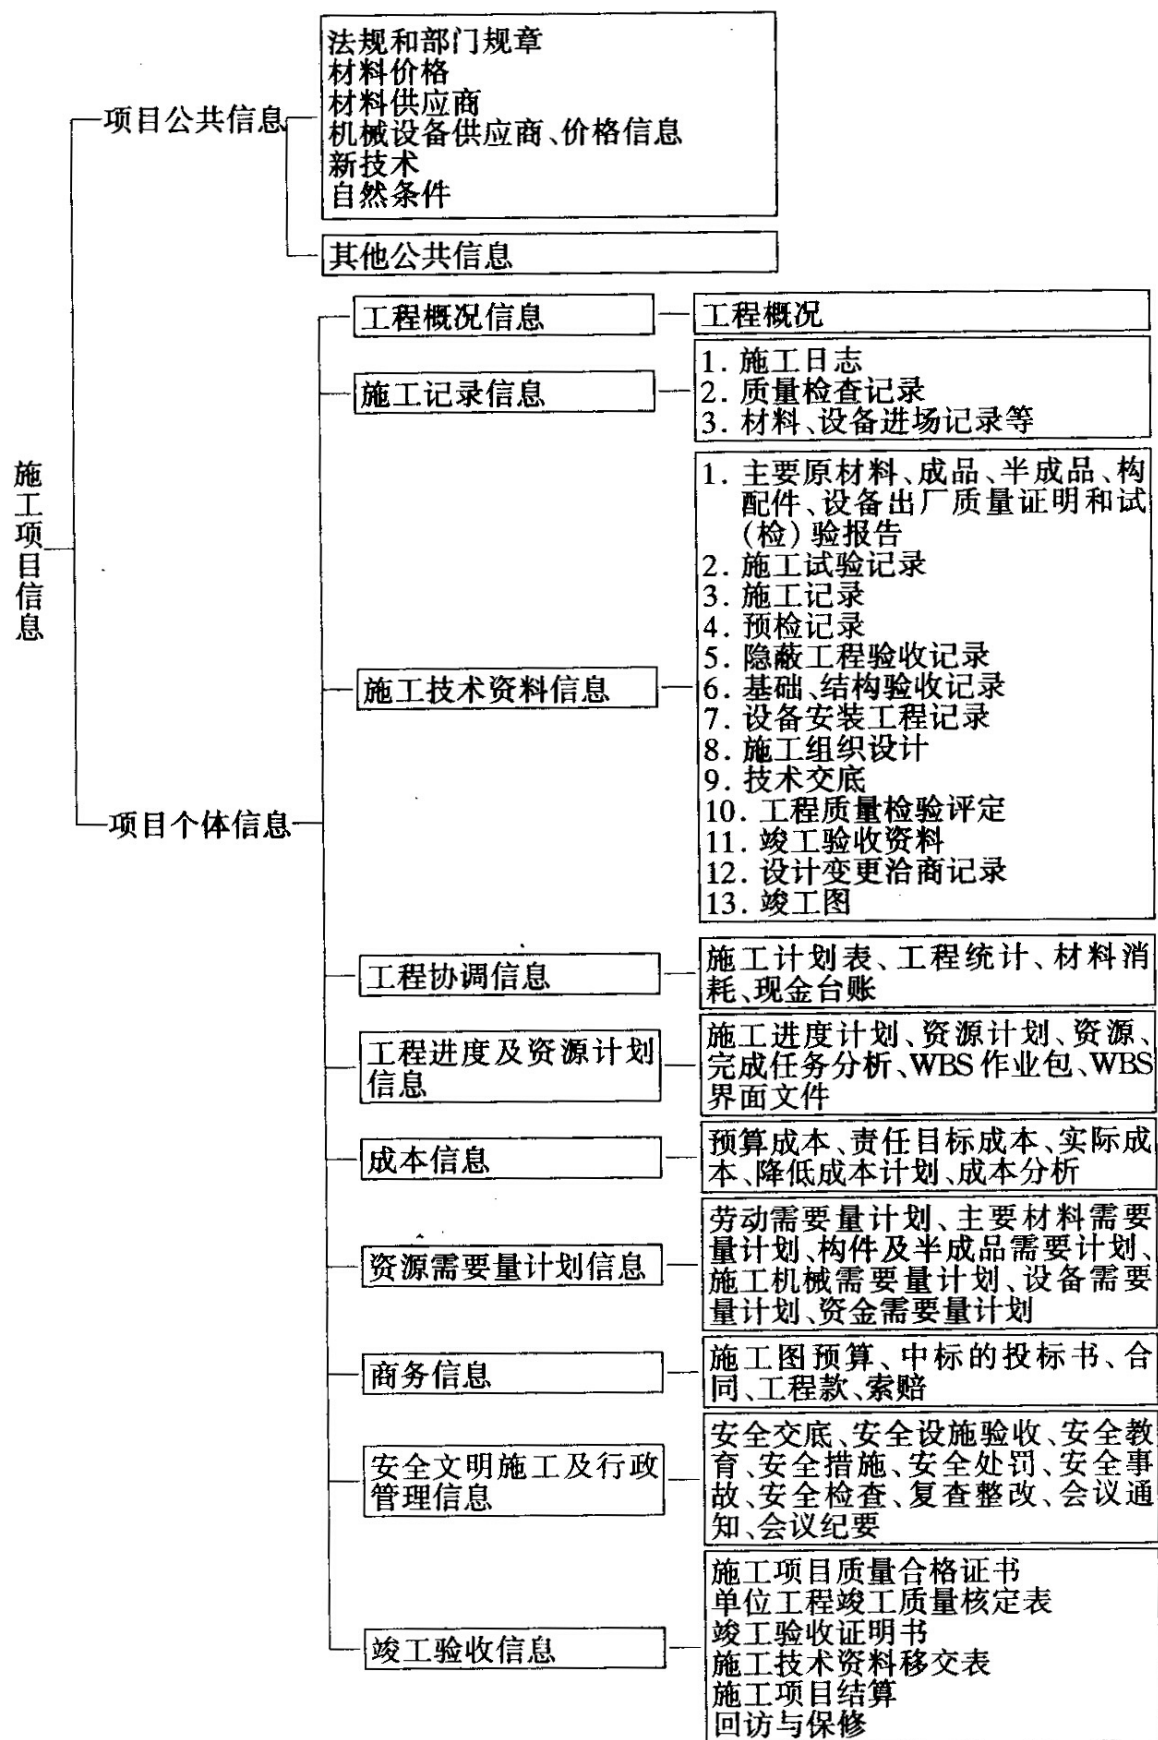 施工项目信息
项目公共信息
法规和部门规章
材料价格
材料供应商
机械设备供应商、价格信息
新技术
自然条件
其他公共信息
项目个体信息
工程概况信息
工程概况
施工记录信息
1. 施工日志
2. 质量检查记录
3. 材料、设备进场记录等
施工技术资料信息
1. 主要原材料、成品、半成品、构
配件、设备出厂质量证明和试
(检)验报告
2. 施工试验记录
3. 施工记录
4. 预检记录
5. 隐蔽工程验收记录
6. 基础、结构验收记录
7. 设备安装工程记录
8. 施工组织设计
9. 技术交底
10. 工程质量检验评定
11. 竣工验收资料
12. 设计变更洽商记录
13. 竣工图
工程协调信息
施工计划表、工程统计、材料消
耗、现金台账
工程进度及资源计划
信息
施工进度计划、资源计划、资源、
完成任务分析、WBS作业包、WBS
界面文件
成本信息
预算成本、责任目标成本、实际成
本、降低成本计划、成本分析
资源需要量计划信息
劳动需要量计划、主要材料需要
量计划、构件及半成品需要计划、
施工机械需要量计划、设备需要
量计划、资金需要量计划
商务信息
施工图预算、中标的投标书、合
同、工程款、索赔
安全文明施工及行政
管理信息
安全交底、安全设施验收、安全教
育、安全措施、安全处罚、安全事
故、安全检查、复查整改、会议通
知、会议纪要
竣工验收信息
施工项目质量合格证书
单位工程竣工质量核定表
竣工验收证明书
施工技术资料移交表
施工项目结算
回访与保修